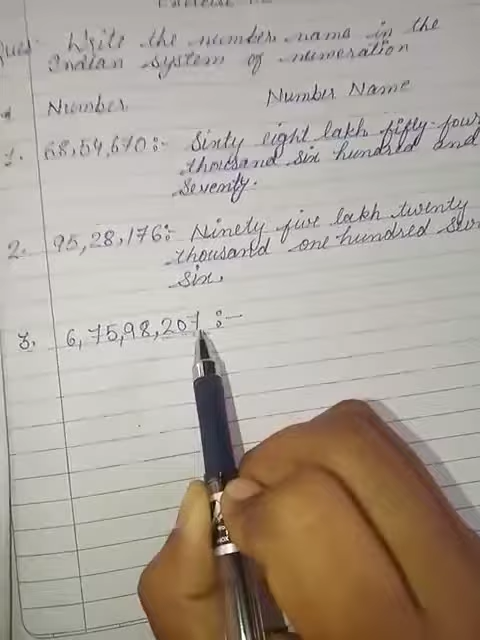 Ques: Write the number name in the
Indian system of numeration
Number Number Name
1. 68,54,670:- Sixty eight lakh fifty-four
thousand six hundred and
seventy.
2. 95,28,176:- Ninety five lakh twenty
thousand one hundred
six.
3. 6,75,98,207:-